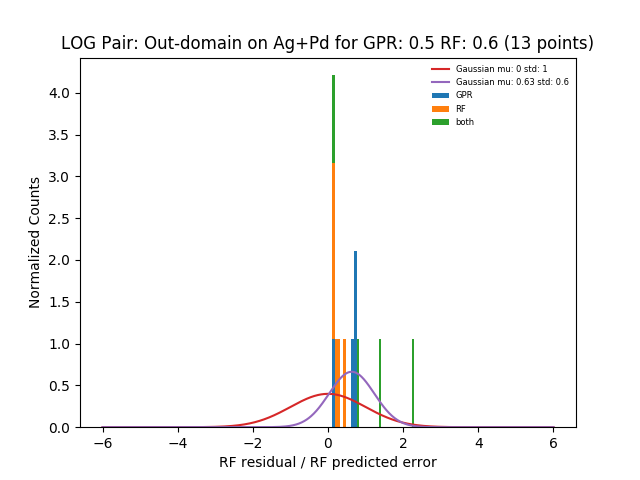 LOG Pair: Out-domain on Ag+Pd for GPR: 0.5 RF: 0.6 (13 points)
Gaussian mu: 0 std: 1
Gaussian mu: 0.63 std: 0.6
GPR
RF
both
Normalized Counts
4.0
3.5
3.0
2.5
2.0
1.5
1.0
0.5
0.0
−6
−4
−2
0
2
4
6
RF residual / RF predicted error